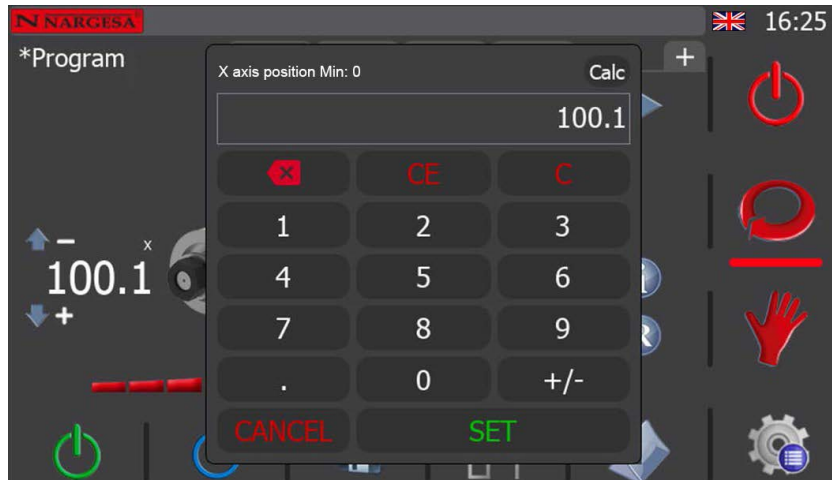 N NARGESA
16:25
*Program
+
X axis position Min: 0
Calc
100.1
CE
C
1
2
3
4
5
6
7
8
9
.
0
+/-
CANCEL
SET
−
x
100.1
+